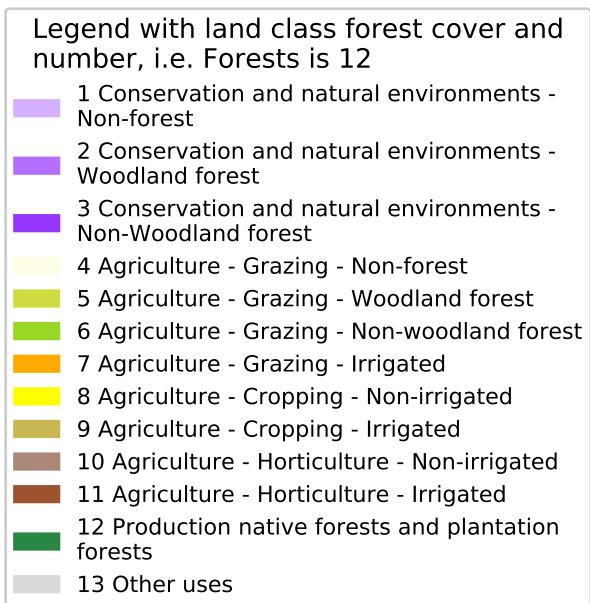 Legend with land class forest cover and
number, i.e. Forests is 12
1 Conservation and natural environments -
Non-forest
2 Conservation and natural environments -
Woodland forest
3 Conservation and natural environments -
Non-Woodland forest
4 Agriculture - Grazing - Non-forest
5 Agriculture - Grazing - Woodland forest
6 Agriculture - Grazing - Non-woodland forest
7 Agriculture - Grazing - Irrigated
8 Agriculture - Cropping - Non-irrigated
9 Agriculture - Cropping - Irrigated
10 Agriculture - Horticulture - Non-irrigated
11 Agriculture - Horticulture - Irrigated
12 Production native forests and plantation
forests
13 Other uses